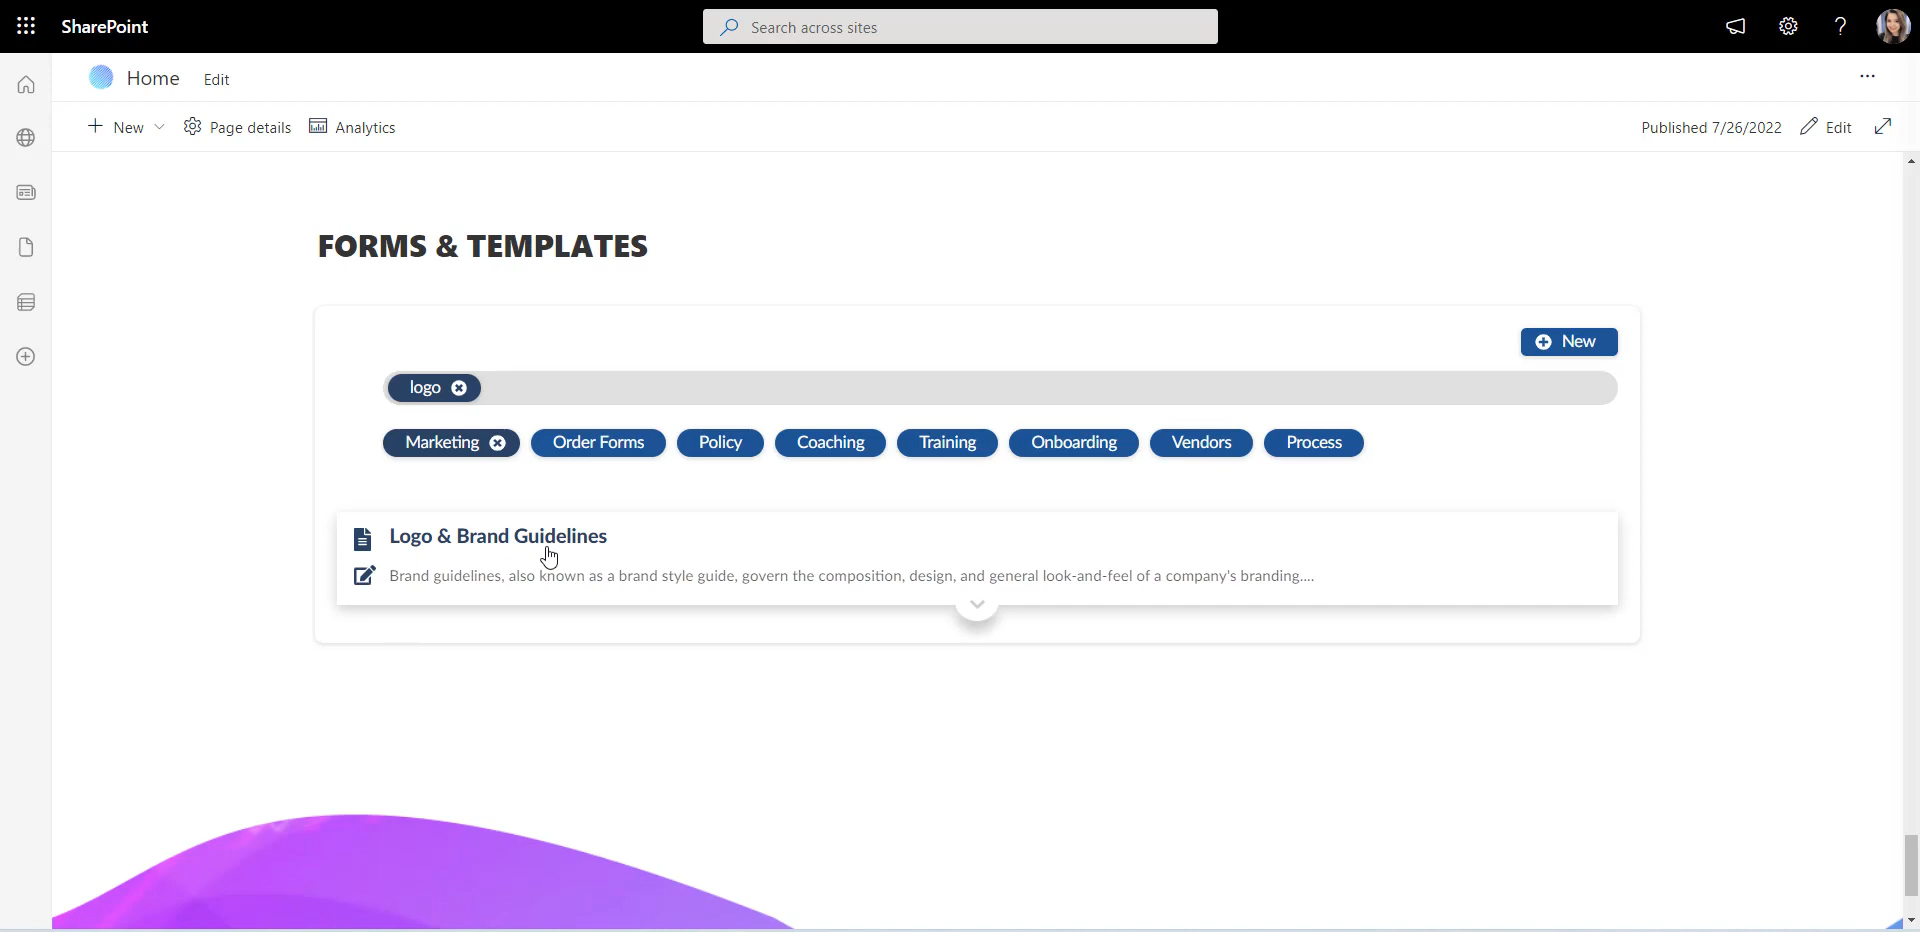 SharePoint
Search across sites
Home Edit
New Page details Analytics
Published 7/26/2022 Edit
FORMS & TEMPLATES
New
logo
Marketing Order Forms Policy Coaching Training Onboarding Vendors Process
Logo & Brand Guidelines
Brand guidelines, also known as a brand style guide, govern the composition, design, and general look-and-feel of a company's branding....